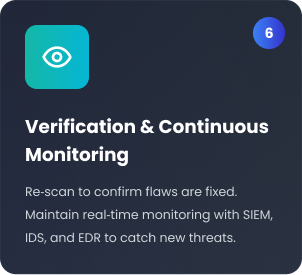 6
Verification & Continuous
Monitoring
Re-scan to confirm flaws are fixed.
Maintain real-time monitoring with SIEM,
IDS, and EDR to catch new threats.